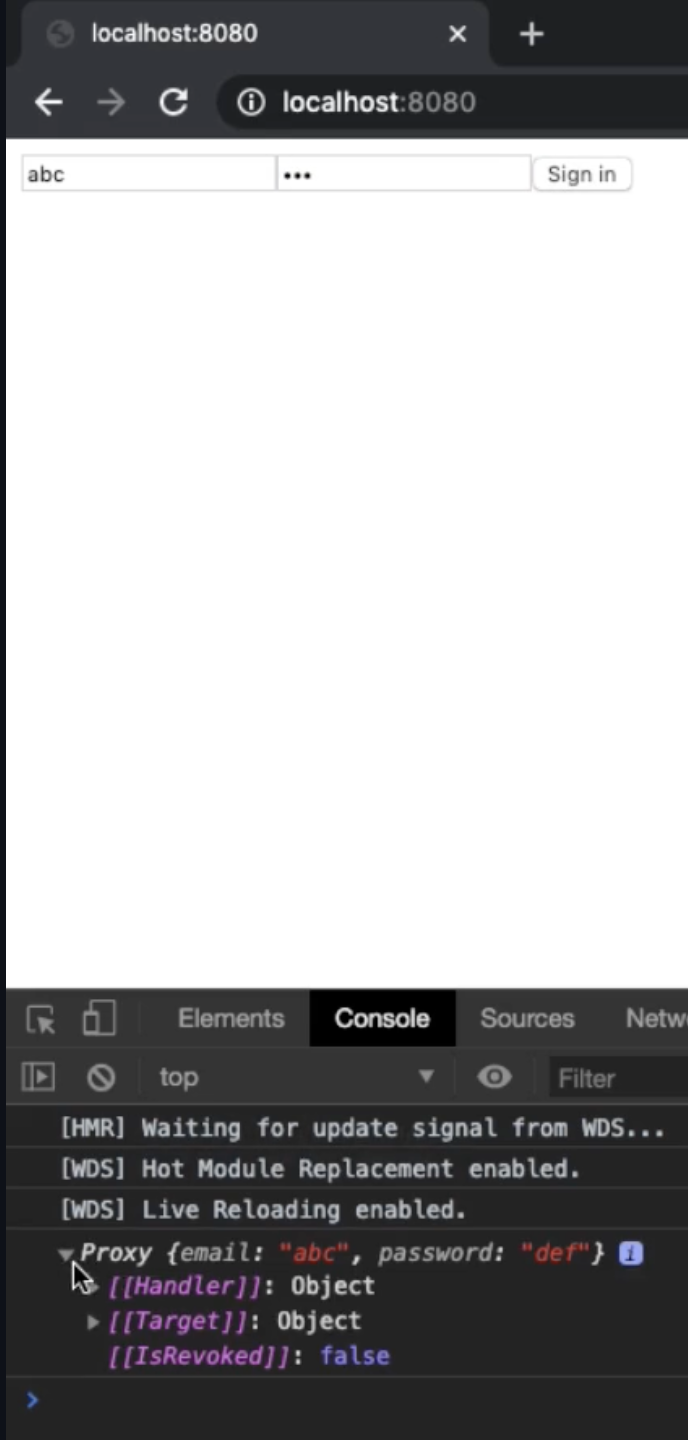 localhost:8080
localhost:8080
abc ••• Sign in
Elements Console Sources Netw
top Filter
[HMR] Waiting for update signal from WDS...
[WDS] Hot Module Replacement enabled.
[WDS] Live Reloading enabled.
Proxy {email: "abc", password: "def"} i
[[Handler]]: Object
[[Target]]: Object
[[IsRevoked]]: false